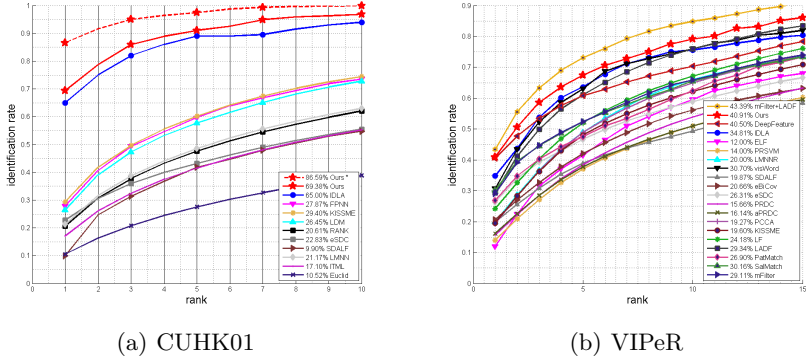 1
0.9
0.8
0.7
0.6
0.5
0.4
0.3
0.2
0.1
0
identification rate
0 1 2 3 4 5 6 7 8 9 10
rank
86.59% Ours *
69.38% Ours
65.00% IDLA
27.87% FPNN
29.40% KISSME
26.45% LDM
20.61% RANK
22.83% eSDC
9.90% SDALF
21.17% LMNN
17.10% ITML
10.52% Euclid
(a) CUHK01
0.9
0.8
0.7
0.6
0.5
0.4
0.3
0.2
0.1
0
identification rate
0 5 10 15
rank
43.39% mFilter+LADF
40.91% Ours
40.50% DeepFeature
34.81% IDLA
12.00% ELF
14.00% PRSVM
20.00% LMNNR
30.70% visWord
19.87% SDALF
20.66% eBiCov
26.31% eSDC
15.66% PRDC
16.14% aPRDC
19.27% PCCA
19.60% KISSME
24.18% LF
29.34% LADF
26.90% PatMatch
30.16% SalMatch
29.11% mFilter
(b) VIPeR